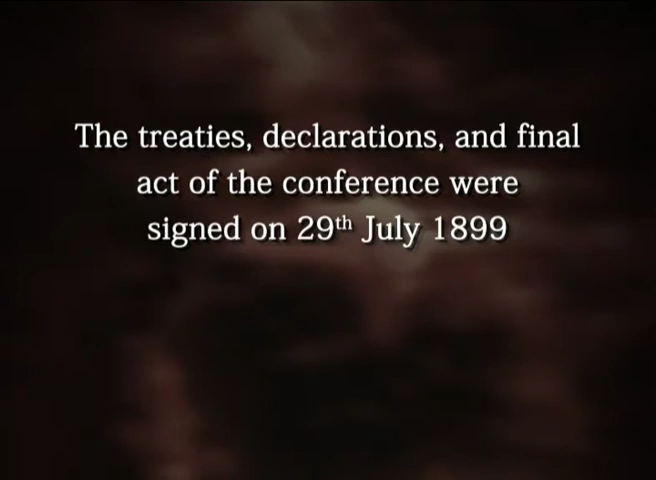 The treaties, declarations, and final
act of the conference were
signed on 29th July 1899